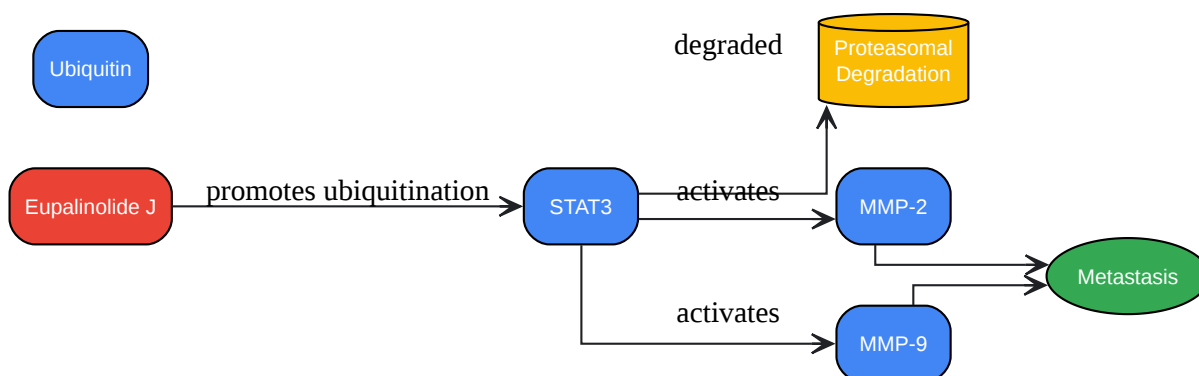 degraded
Proteasomal
Degradation
Ubiquitin
Eupalinolide J
promotes ubiquitination
STAT3
activates
MMP-2
Metastasis
activates
MMP-9